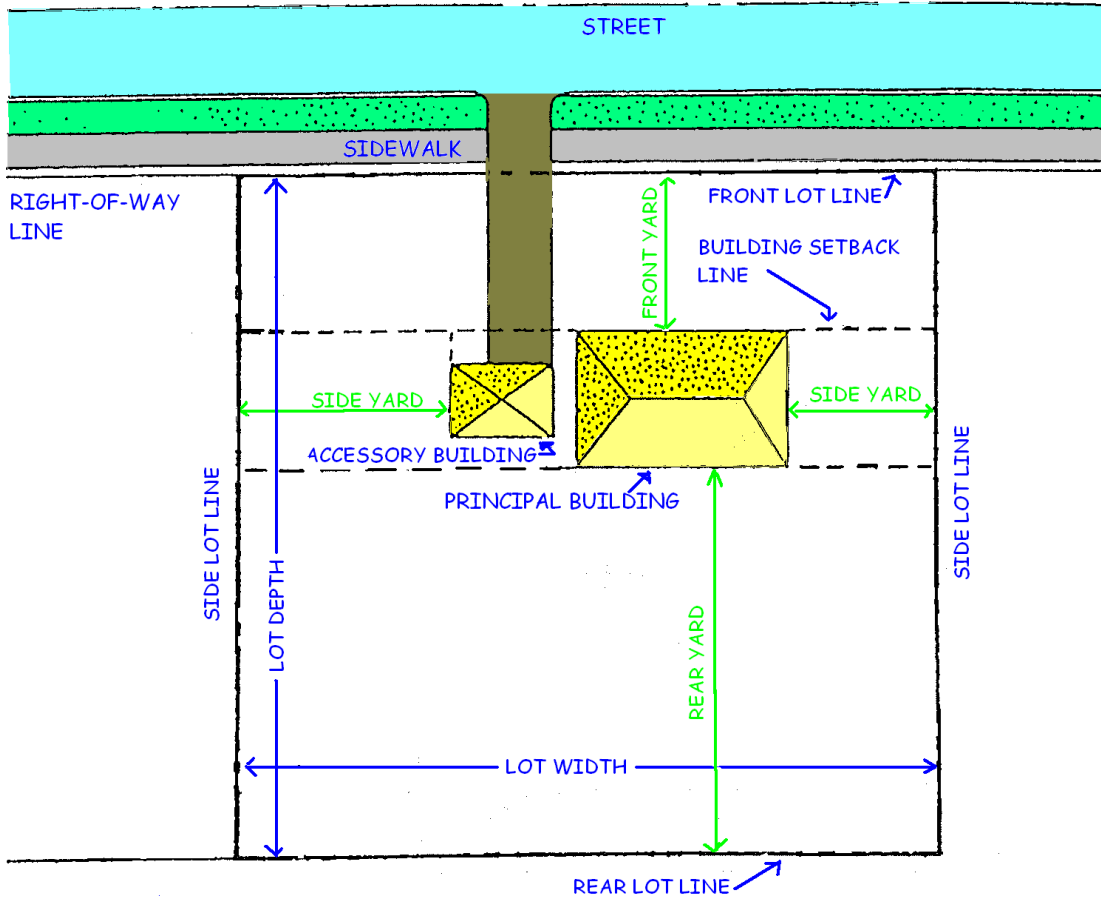 STREET
SIDEWALK
RIGHT-OF-WAY
LINE
FRONT LOT LINE
FRONT YARD
BUILDING SETBACK
LINE
SIDE YARD
SIDE YARD
ACCESSORY BUILDING
PRINCIPAL BUILDING
SIDE LOT LINE
LOT DEPTH
REAR YARD
SIDE LOT LINE
LOT WIDTH
REAR LOT LINE